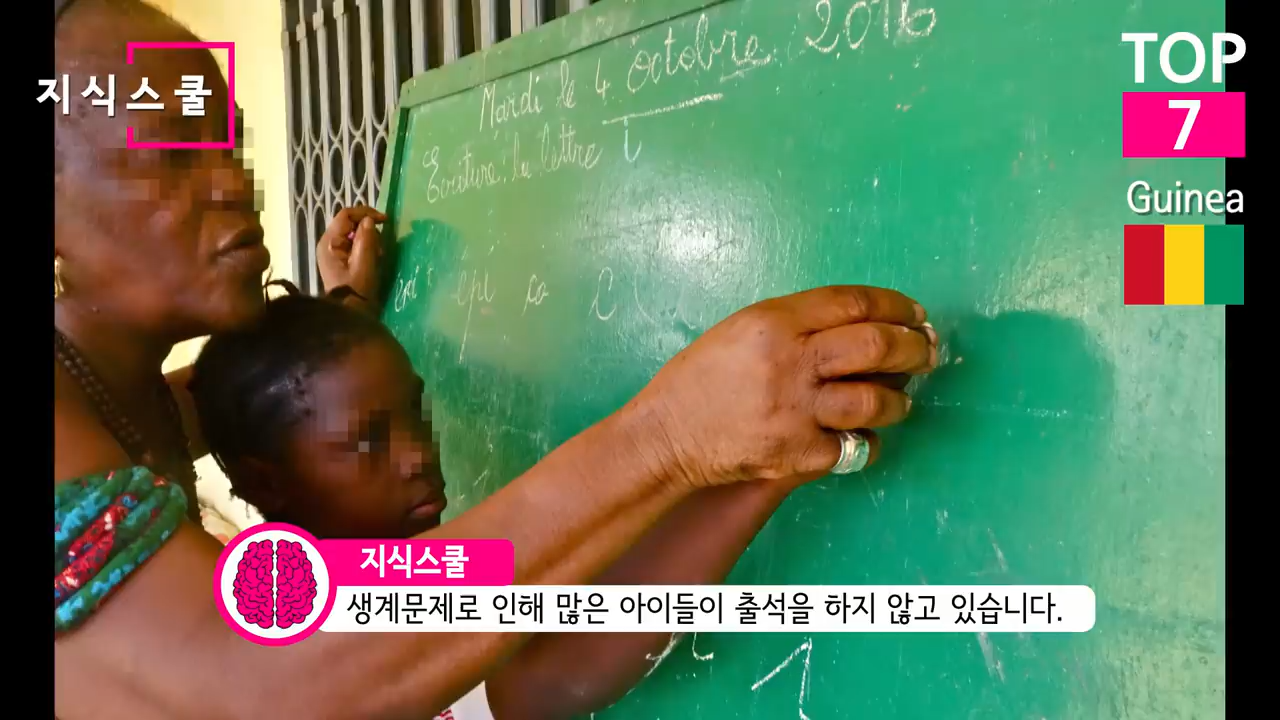 지식스쿨
TOP
7
Guinea
Mardi le 4 Octobre 2016
Ecriture: la lettre i
epi
ca
c
지식스쿨
생계문제로 인해 많은 아이들이 출석을 하지 않고 있습니다.